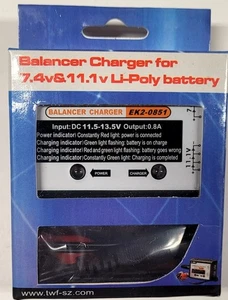 Balancer Charger for
7.4v&11.1v Li-Poly battery
BALANCER CHARGER EK2-0851
Input:DC 11.5-13.5V Output:0.8A
Power indicator| Constantly Red light: power is connected
Charging indicator| Green light flashing: battery is on charge
Charging indicator| Red and green light flashing: battery goes wrong
Charging indicator| Constantly Green light: Charging is completed
POWER
CHARGER
11.1V
www.twf-sz.com